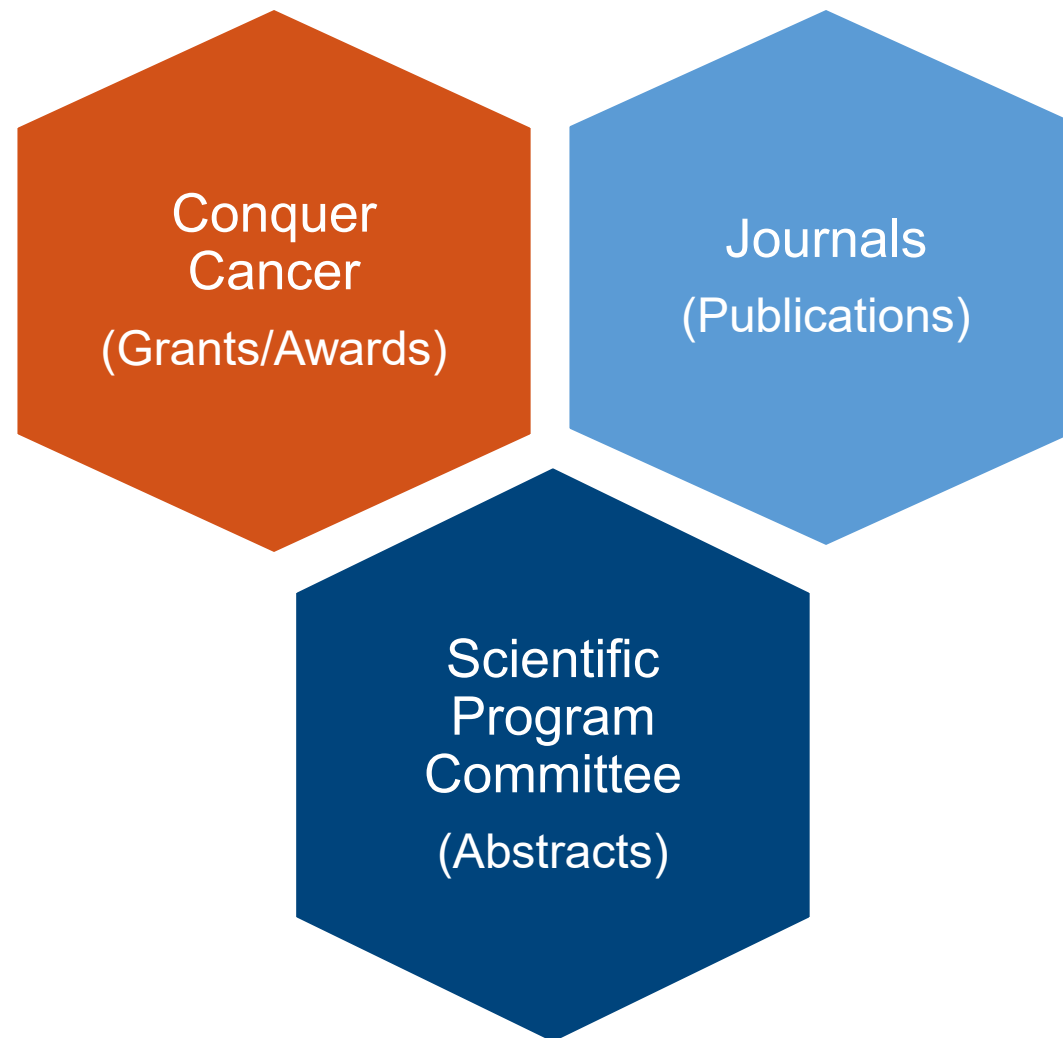 Conquer
Cancer
(Grants/Awards)
Journals
(Publications)
Scientific
Program
Committee
(Abstracts)